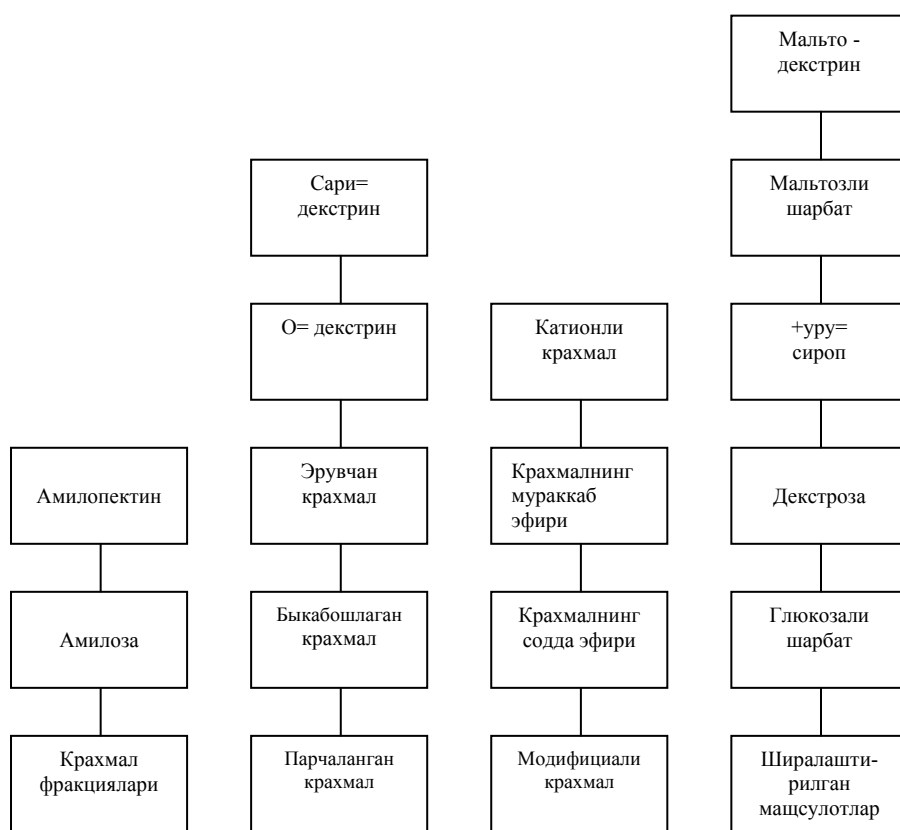 Мальто -
декстрин
Сари=
декстрин
Мальтозли
шарбат
О= декстрин
Катионли
крахмал
+уру=
сироп
Амилопектин
Эрувчан
крахмал
Крахмалнинг
мураккаб
эфири
Декстроза
Амилоза
Быкабошлаган
крахмал
Крахмалнинг
содда эфири
Глюкозали
шарбат
Крахмал
фракциялари
Парчаланган
крахмал
Модифициали
крахмал
Ширалашти-
рилган
мащсулотлар